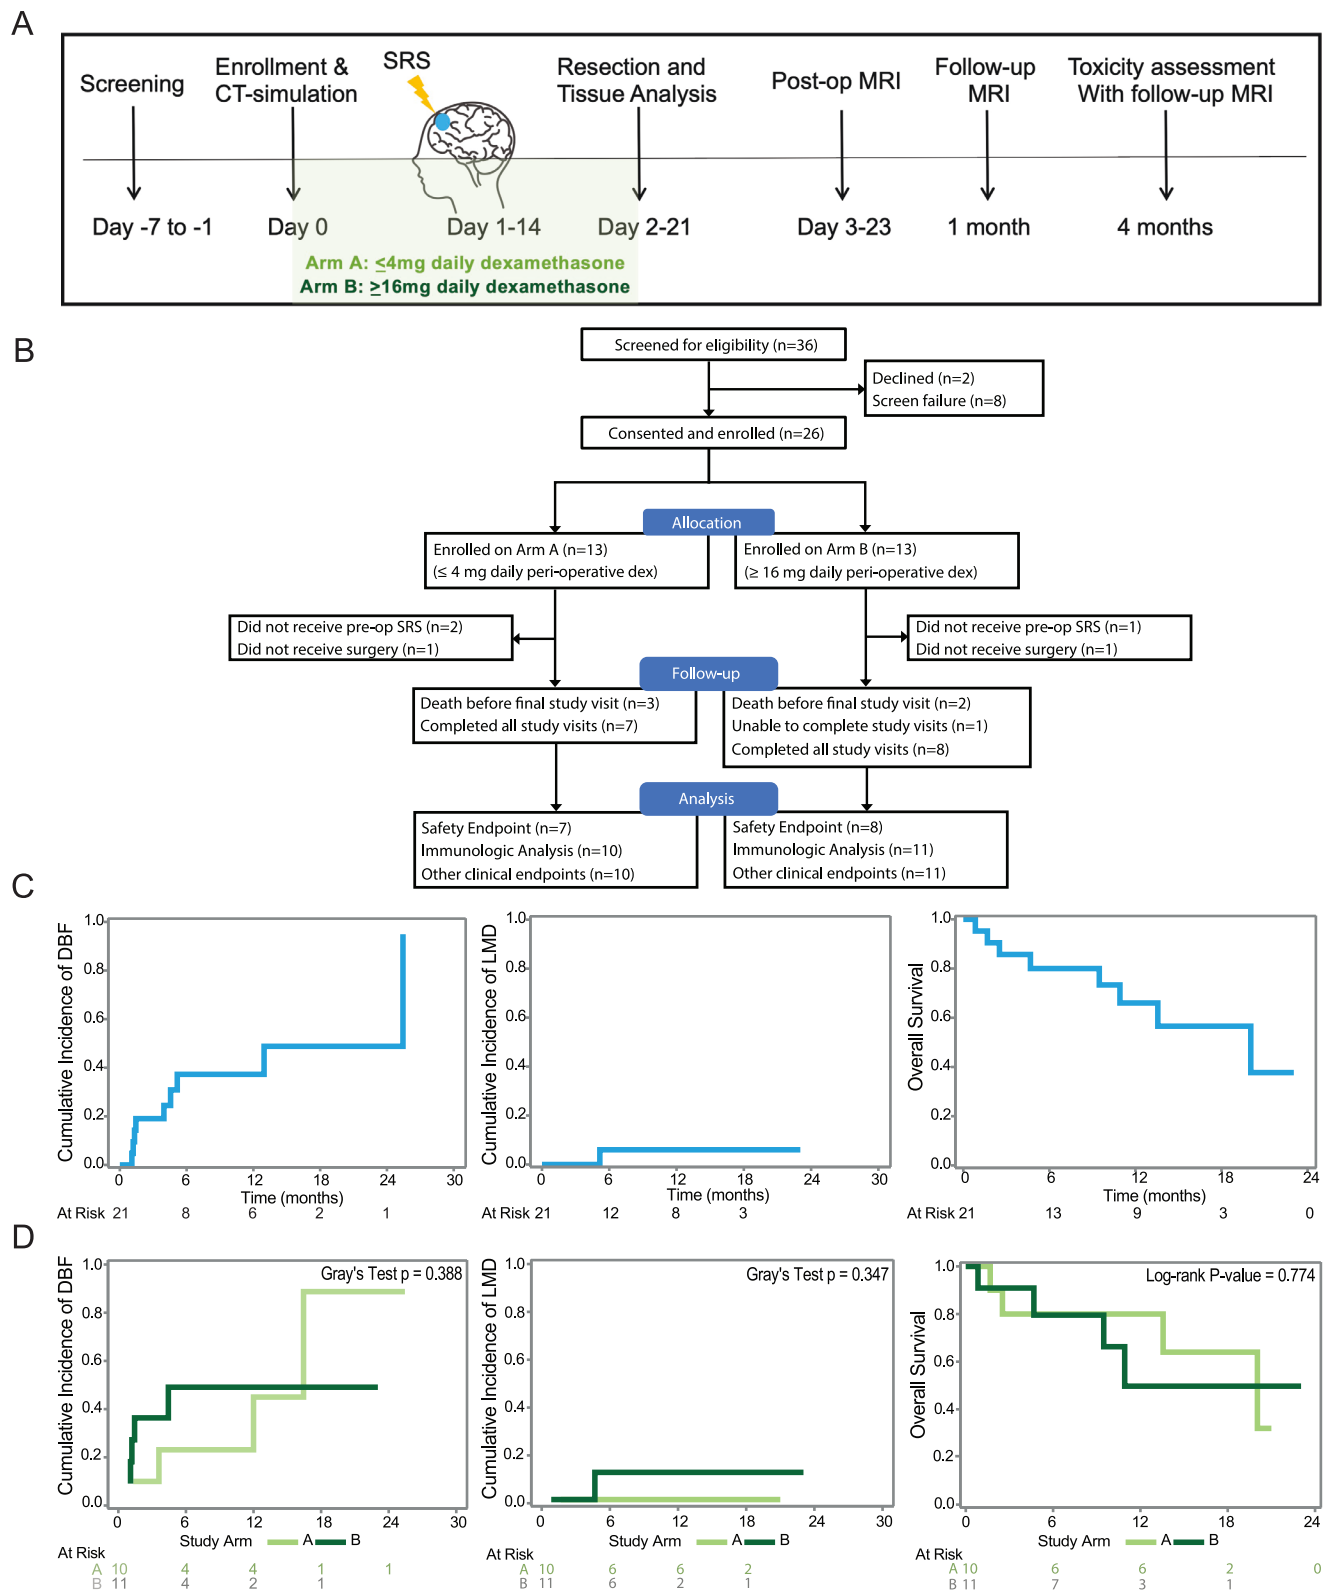 A
Screening
Enrollment &
CT-simulation
SRS
Resection and
Tissue Analysis
Post-op MRI
Follow-up
MRI
Toxicity assessment
With follow-up MRI
Day -7 to -1
Day 0
Day 1-14
Day 2-21
Day 3-23
1 month
4 months
Arm A: ≤4mg daily dexamethasone
Arm B: ≥16mg daily dexamethasone
B
Screened for eligibility (n=36)
Declined (n=2)
Screen failure (n=8)
Consented and enrolled (n=26)
Allocation
Enrolled on Arm A (n=13)
(≤ 4 mg daily peri-operative dex)
Enrolled on Arm B (n=13)
(≥ 16 mg daily peri-operative dex)
Did not receive pre-op SRS (n=2)
Did not receive surgery (n=1)
Did not receive pre-op SRS (n=1)
Did not receive surgery (n=1)
Follow-up
Death before final study visit (n=3)
Completed all study visits (n=7)
Death before final study visit (n=2)
Unable to complete study visits (n=1)
Completed all study visits (n=8)
Analysis
Safety Endpoint (n=7)
Immunologic Analysis (n=10)
Other clinical endpoints (n=10)
Safety Endpoint (n=8)
Immunologic Analysis (n=11)
Other clinical endpoints (n=11)
C
Cumulative Incidence of DBF
1.0
0.8
0.6
0.4
0.2
0.0
0 6 12 18 24 30
Time (months)
At Risk 21 8 6 2 1
Cumulative Incidence of LMD
1.0
0.8
0.6
0.4
0.2
0.0
0 6 12 18 24 30
Time (months)
At Risk 21 12 8 3
Overall Survival
1.0
0.8
0.6
0.4
0.2
0.0
0 6 12 18 24
At Risk 21 13 9 3 0
D
Cumulative Incidence of DBF
Gray's Test p = 0.388
1.0
0.8
0.6
0.4
0.2
0.0
0 6 12 18 24 30
Study Arm A B
At Risk
A 10 4 4 1 1
B 11 4 2 1
Cumulative Incidence of LMD
Gray's Test p = 0.347
1.0
0.8
0.6
0.4
0.2
0.0
0 6 12 18 24 30
Study Arm A B
At Risk
A 10 6 6 2
B 11 6 2 1
Overall Survival
Log-rank P-value = 0.774
1.0
0.8
0.6
0.4
0.2
0.0
0 6 12 18 24
Study Arm A B
At Risk
A 10 6 6 2 0
B 11 7 3 1